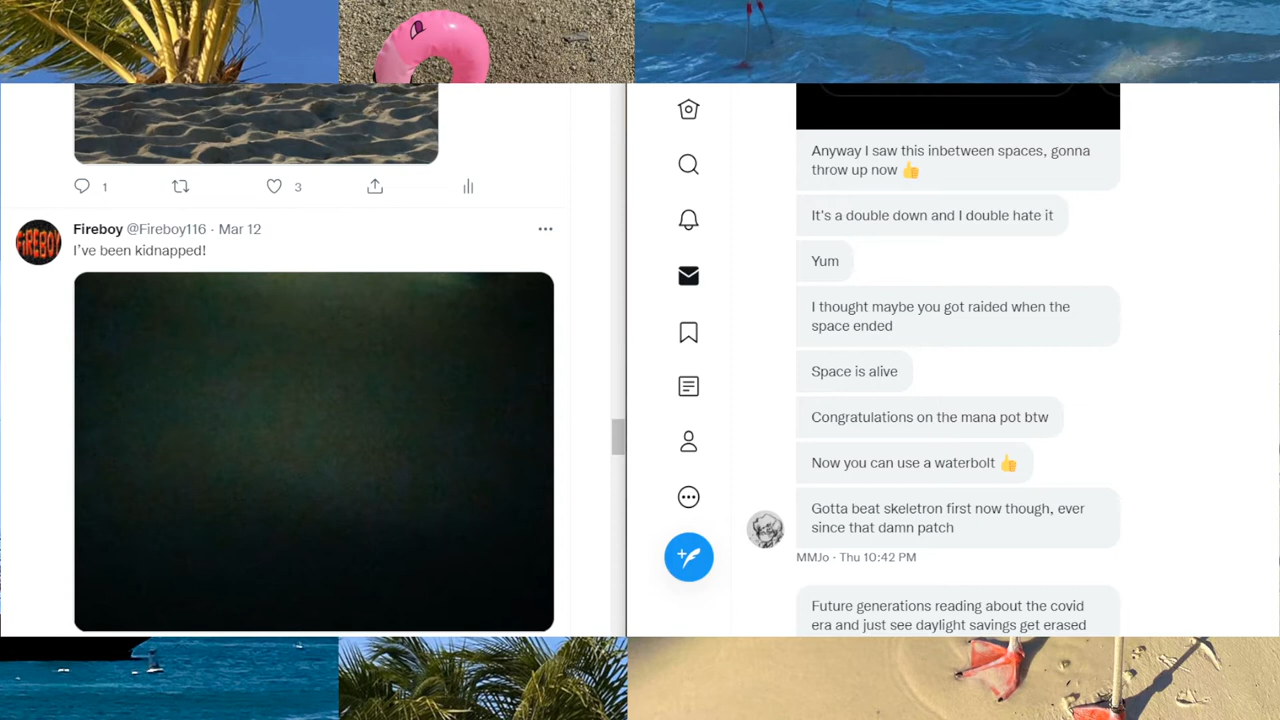 1
3
Fireboy @Fireboy116 · Mar 12
I've been kidnapped!
FIREBOY
Anyway I saw this inbetween spaces, gonna
throw up now 👍
It's a double down and I double hate it
Yum
I thought maybe you got raided when the
space ended
Space is alive
Congratulations on the mana pot btw
Now you can use a waterbolt 👍
Gotta beat skeletron first now though, ever
since that damn patch
MMJo · Thu 10:42 PM
Future generations reading about the covid
era and just see daylight savings get erased